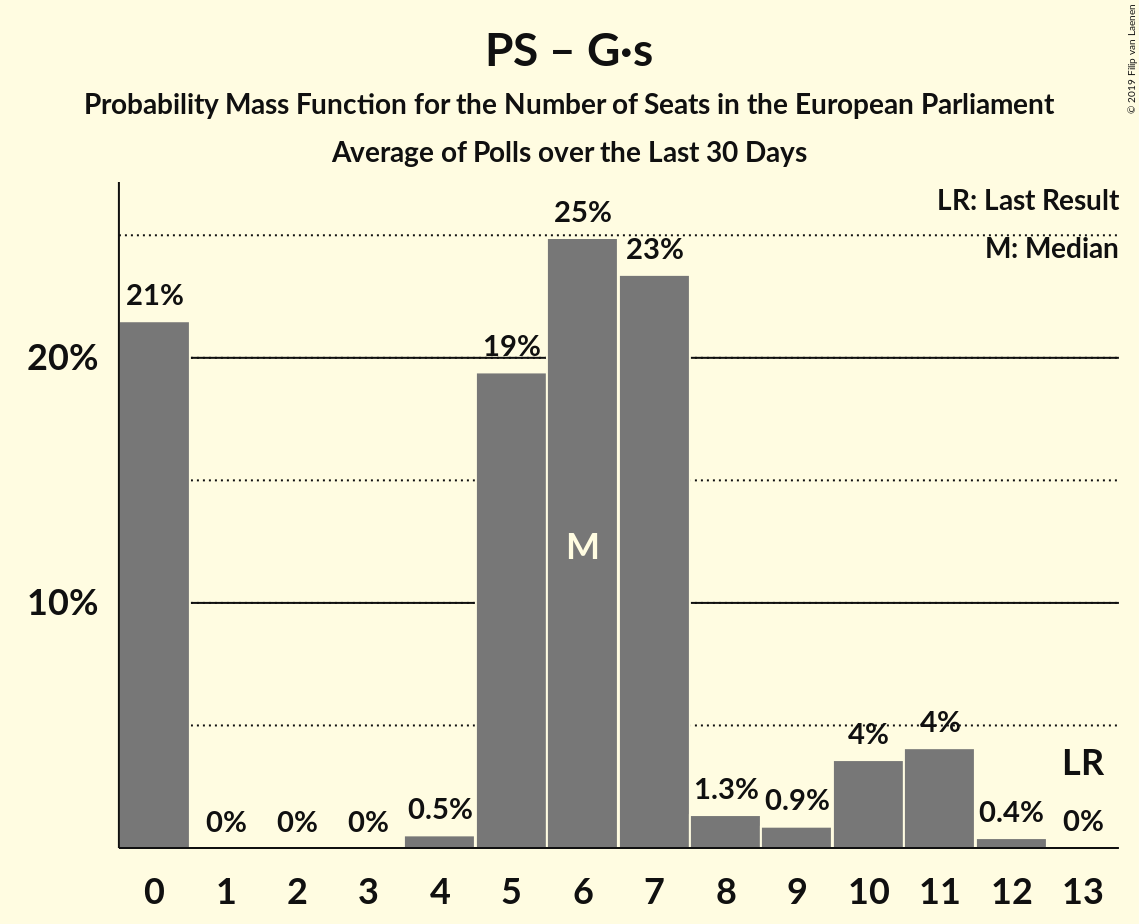 PS – G·s
Probability Mass Function for the Number of Seats in the European Parliament
Average of Polls over the Last 30 Days
© 2019 Filip van Laenen
LR: Last Result
M: Median
25%
23%
21%
19%
20%
M
10%
4%
4%
LR
1.3%
0.9%
0.5%
0.4%
0%
0%
0%
0%
0 1 2 3 4 5 6 7 8 9 10 11 12 13